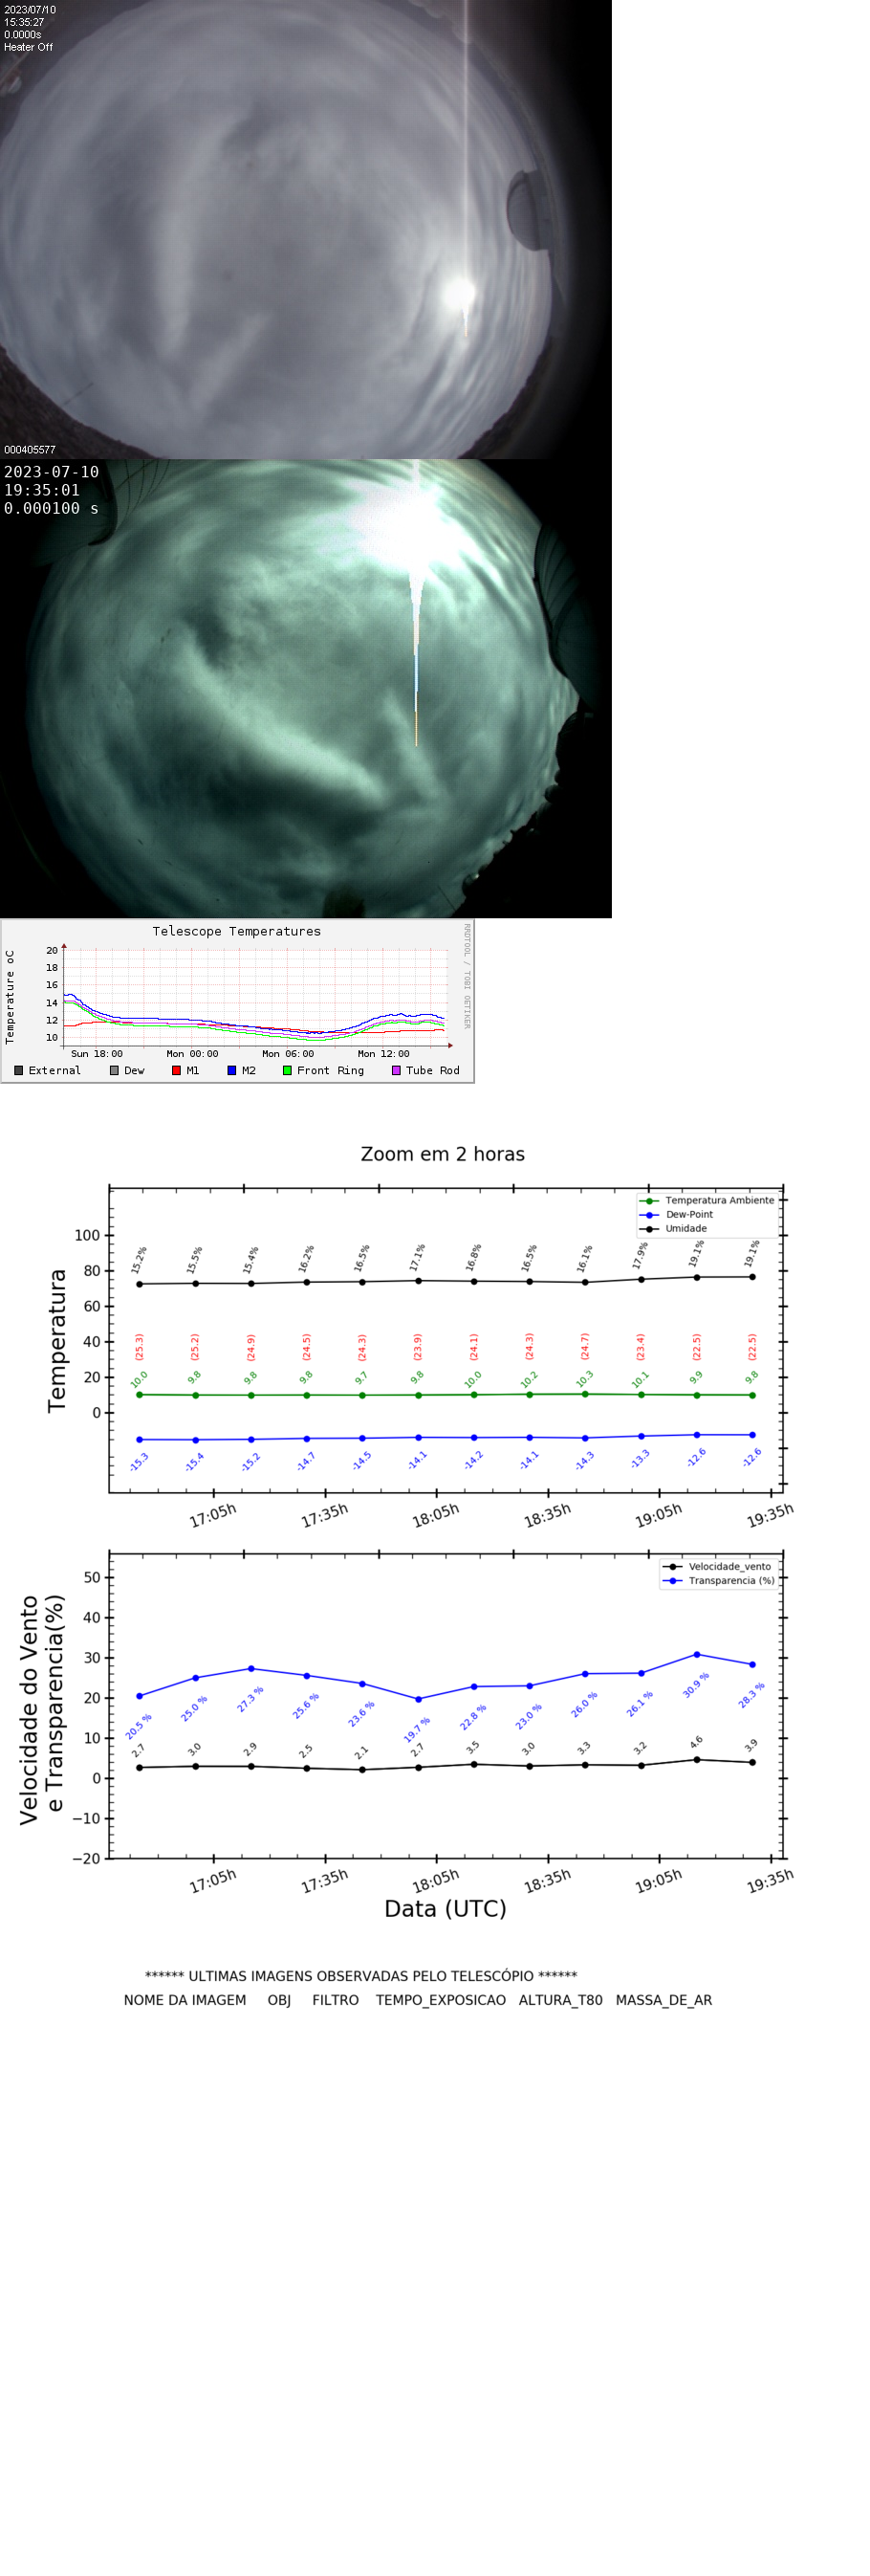 2023/07/10
15:35:27
0.0000s
Heater Off
000405577
2023-07-10
19:35:01
0.000100 s
Telescope Temperatures
RRDTOOL / TOBI OETIKER
Temperature oC
20
18
16
14
12
10
Sun 18:00 Mon 00:00 Mon 06:00 Mon 12:00
External Dew M1 M2 Front Ring Tube Rod
Zoom em 2 horas
Temperatura Ambiente
Dew-Point
Umidade
Temperatura
100
80
60
40
20
0
15.2% 15.5% 15.4% 16.2% 16.5% 17.1% 16.8% 16.5% 16.1% 17.9% 19.1% 19.1%
(25.3) (25.2) (24.9) (24.5) (24.3) (23.9) (24.1) (24.3) (24.7) (23.4) (22.5) (22.5)
10.0 9.8 9.8 9.8 9.7 9.8 10.0 10.2 10.3 10.1 9.9 9.8
-15.3 -15.4 -15.2 -14.7 -14.5 -14.1 -14.2 -14.1 -14.3 -13.3 -12.6 -12.6
17:05h 17:35h 18:05h 18:35h 19:05h 19:35h
Velocidade_vento
Transparencia (%)
Velocidade do Vento
e Transparencia(%)
50
40
30
20
10
0
−10
−20
20.5 % 25.0 % 27.3 % 25.6 % 23.6 % 19.7 % 22.8 % 23.0 % 26.0 % 26.1 % 30.9 % 28.3 %
2.7 3.0 2.9 2.5 2.1 2.7 3.5 3.0 3.3 3.2 4.6 3.9
17:05h 17:35h 18:05h 18:35h 19:05h 19:35h
Data (UTC)
****** ULTIMAS IMAGENS OBSERVADAS PELO TELESCÓPIO ******
NOME DA IMAGEM OBJ FILTRO TEMPO_EXPOSICAO ALTURA_T80 MASSA_DE_AR